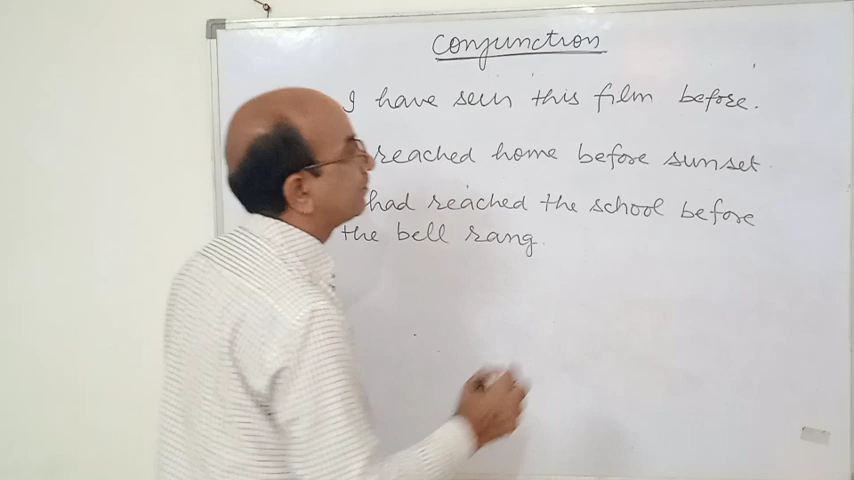 Conjunction
I have seen this film before.
reached home before sunset.
had reached the school before
the bell rang.